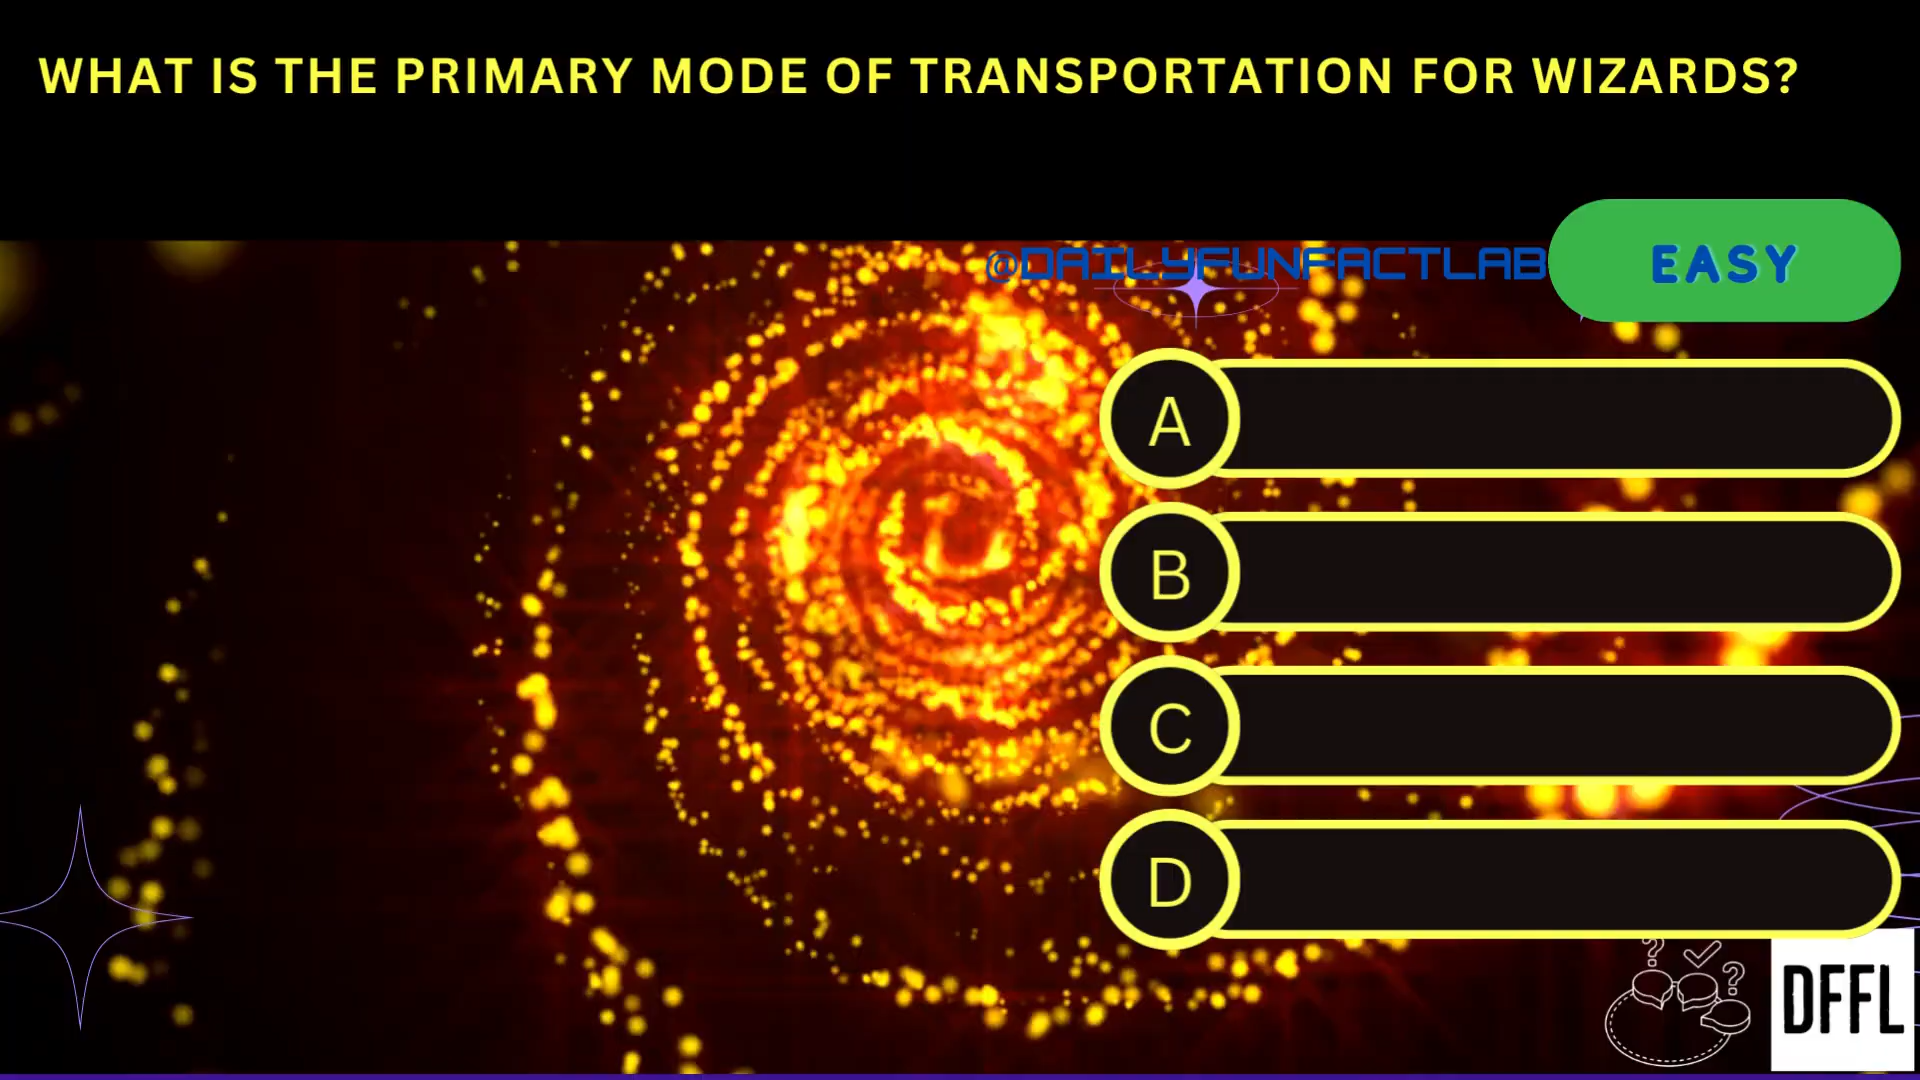 WHAT IS THE PRIMARY MODE OF TRANSPORTATION FOR WIZARDS?
@DAILYFUNFACTLAB
EASY
A
B
C
D
? ?
DFFL